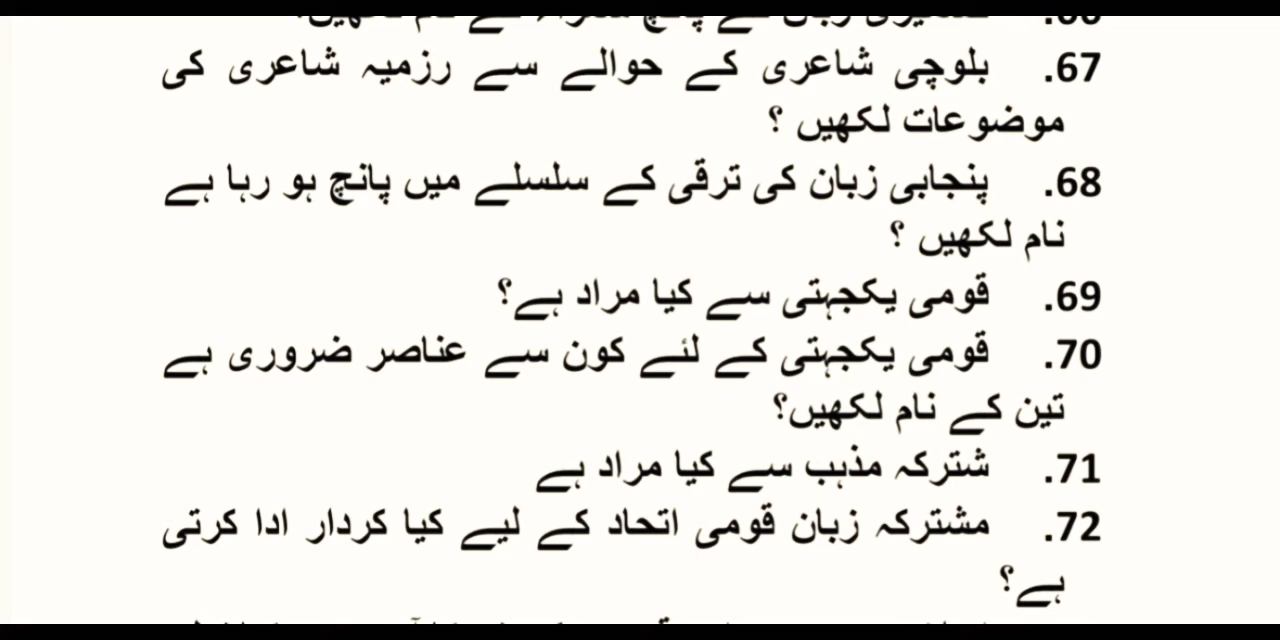 67. بلوچی شاعری کے حوالے سے رزمیہ شاعری کی
موضوعات لکھیں ؟
68. پنجابی زبان کی ترقی کے سلسلے میں پانچ ہو رہا ہے
نام لکھیں ؟
69. قومی یکجہتی سے کیا مراد ہے؟
70. قومی یکجہتی کے لئے کون سے عناصر ضروری ہے
تین کے نام لکھیں؟
71. شترکہ مذہب سے کیا مراد ہے
72. مشترکہ زبان قومی اتحاد کے لیے کیا کردار ادا کرتی
ہے؟